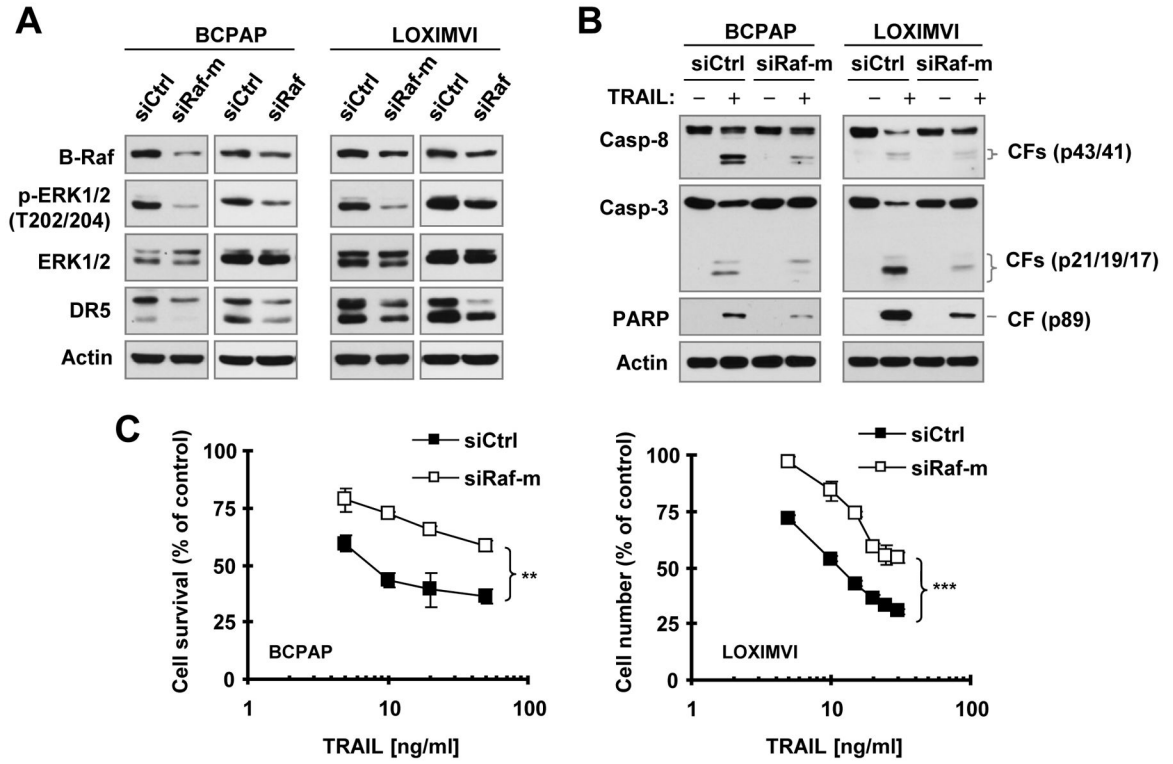 A
BCPAP LOXIMVI
siCtrl siRaf-m siCtrl siRaf siCtrl siRaf-m siCtrl siRaf
B-Raf
p-ERK1/2
(T202/204)
ERK1/2
DR5
Actin
B
BCPAP LOXIMVI
siCtrl siRaf-m siCtrl siRaf-m
TRAIL: – + – + – + – +
Casp-8
CFs (p43/41)
Casp-3
CFs (p21/19/17)
PARP
CF (p89)
Actin
C
siCtrl
siRaf-m
Cell survival (% of control)
100
75
50
25
0
**
BCPAP
1 10 100
TRAIL [ng/ml]
siCtrl
siRaf-m
Cell number (% of control)
100
75
50
25
0
***
LOXIMVI
1 10 100
TRAIL [ng/ml]